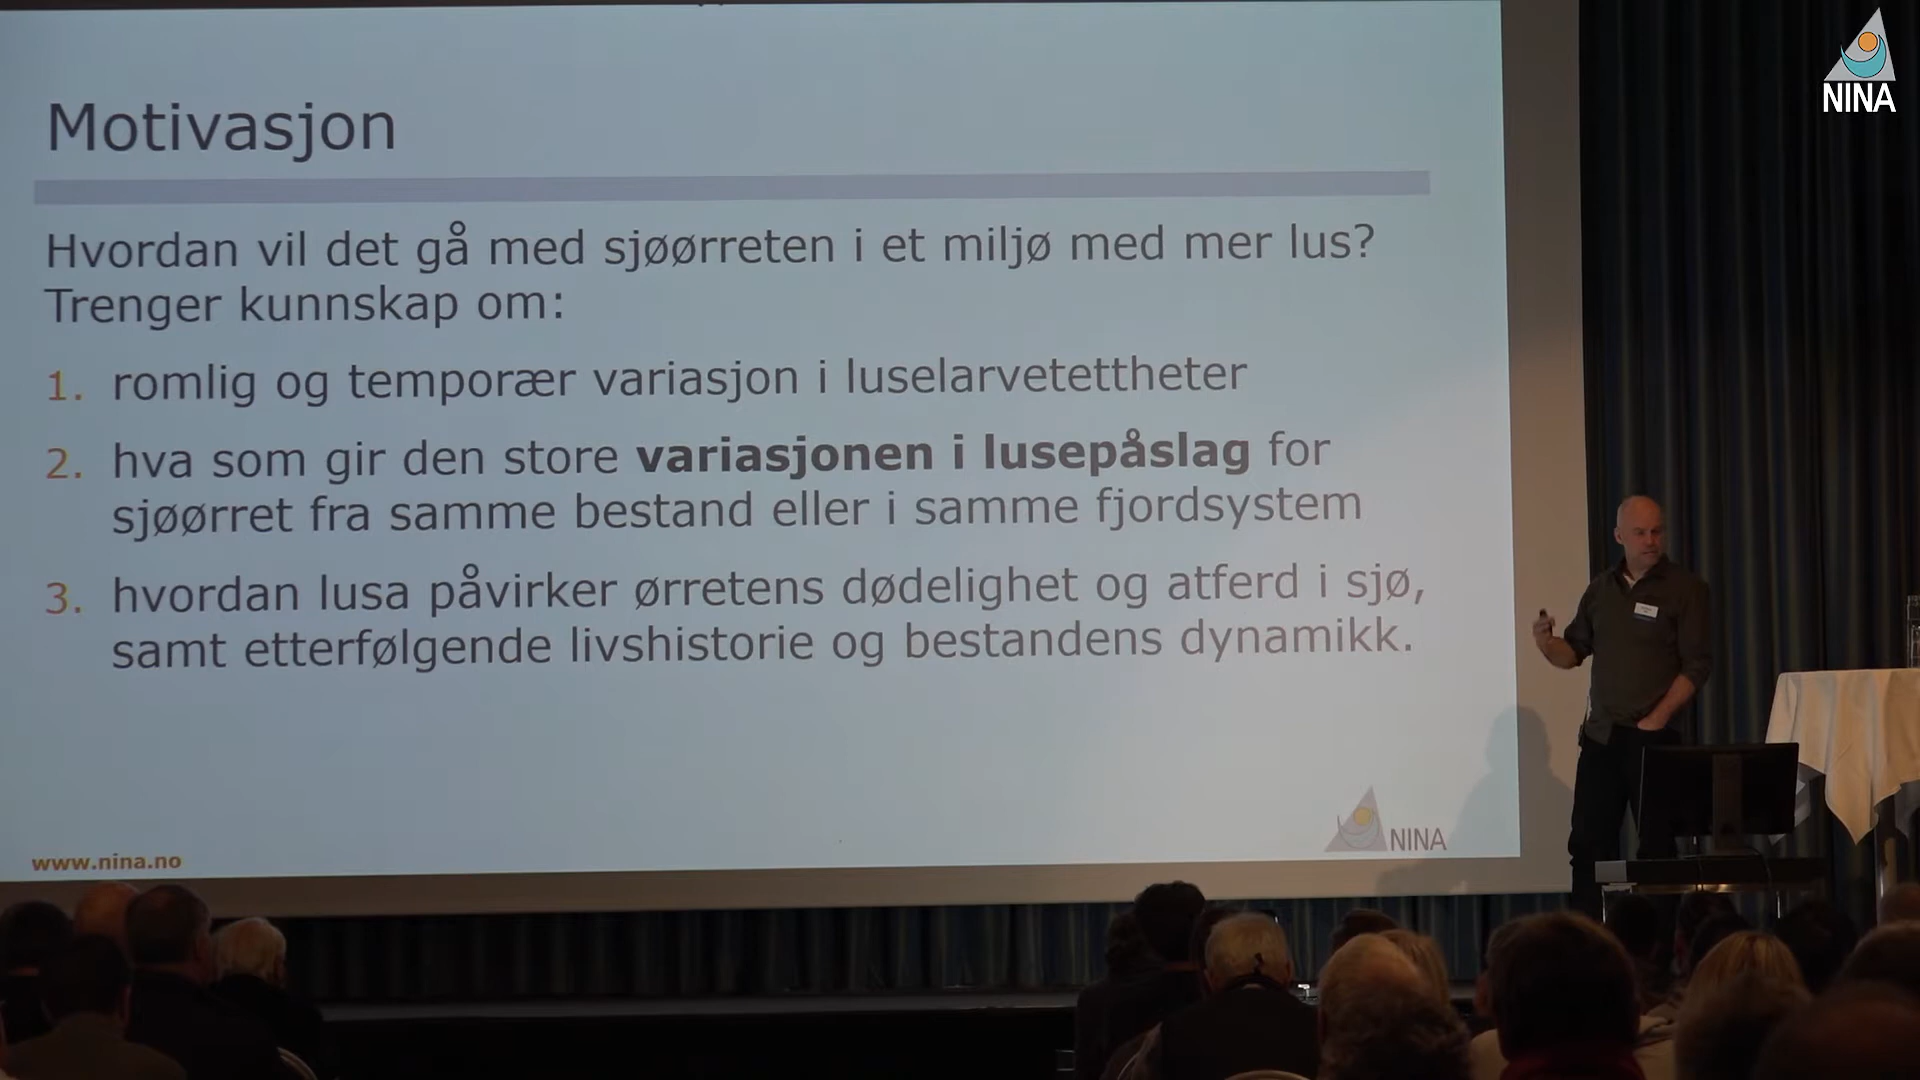 NINA
Motivasjon
Hvordan vil det gå med sjøørreten i et miljø med mer lus?
Trenger kunnskap om:
1. romlig og temporær variasjon i luselarvetettheter
2. hva som gir den store variasjonen i lusepåslag for
sjøørret fra samme bestand eller i samme fjordsystem
3. hvordan lusa påvirker ørretens dødelighet og atferd i sjø,
samt etterfølgende livshistorie og bestandens dynamikk.
www.nina.no
NINA